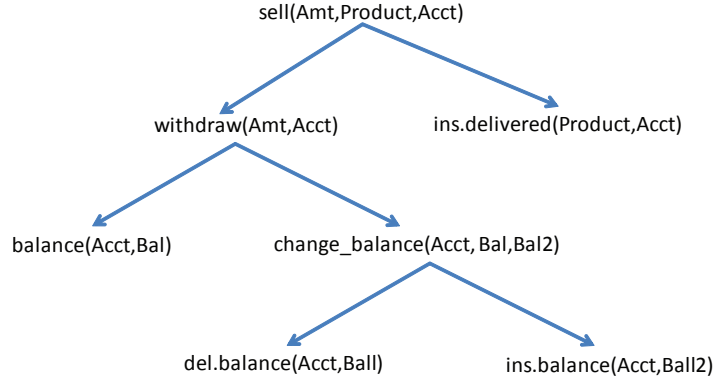 sell(Amt,Product,Acct)
withdraw(Amt,Acct)
ins.delivered(Product,Acct)
balance(Acct,Bal)
change_balance(Acct, Bal,Bal2)
del.balance(Acct,Ball)
ins.balance(Acct,Ball2)